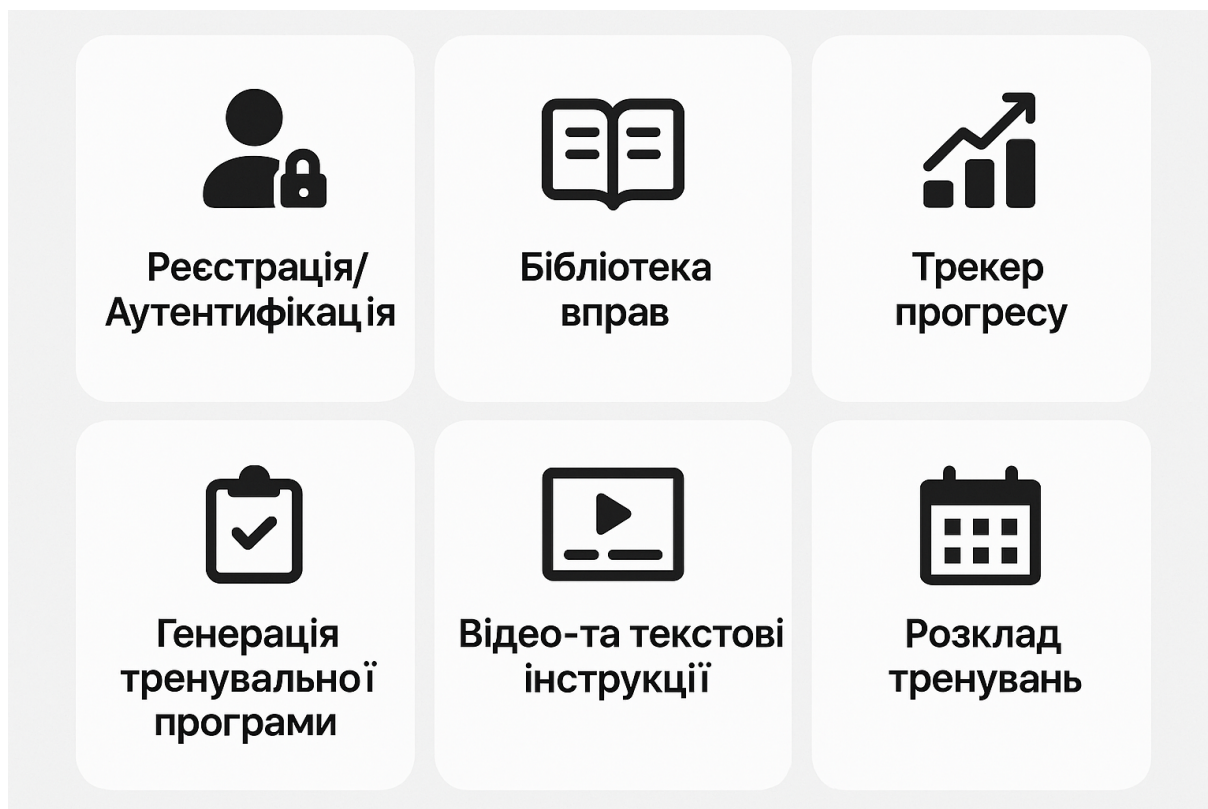 Реєстрація/
Аутентифікація
Бібліотека
вправ
Трекер
прогресу
Генерація
тренувальної
програми
Відео-та текстові
інструкції
Розклад
тренувань